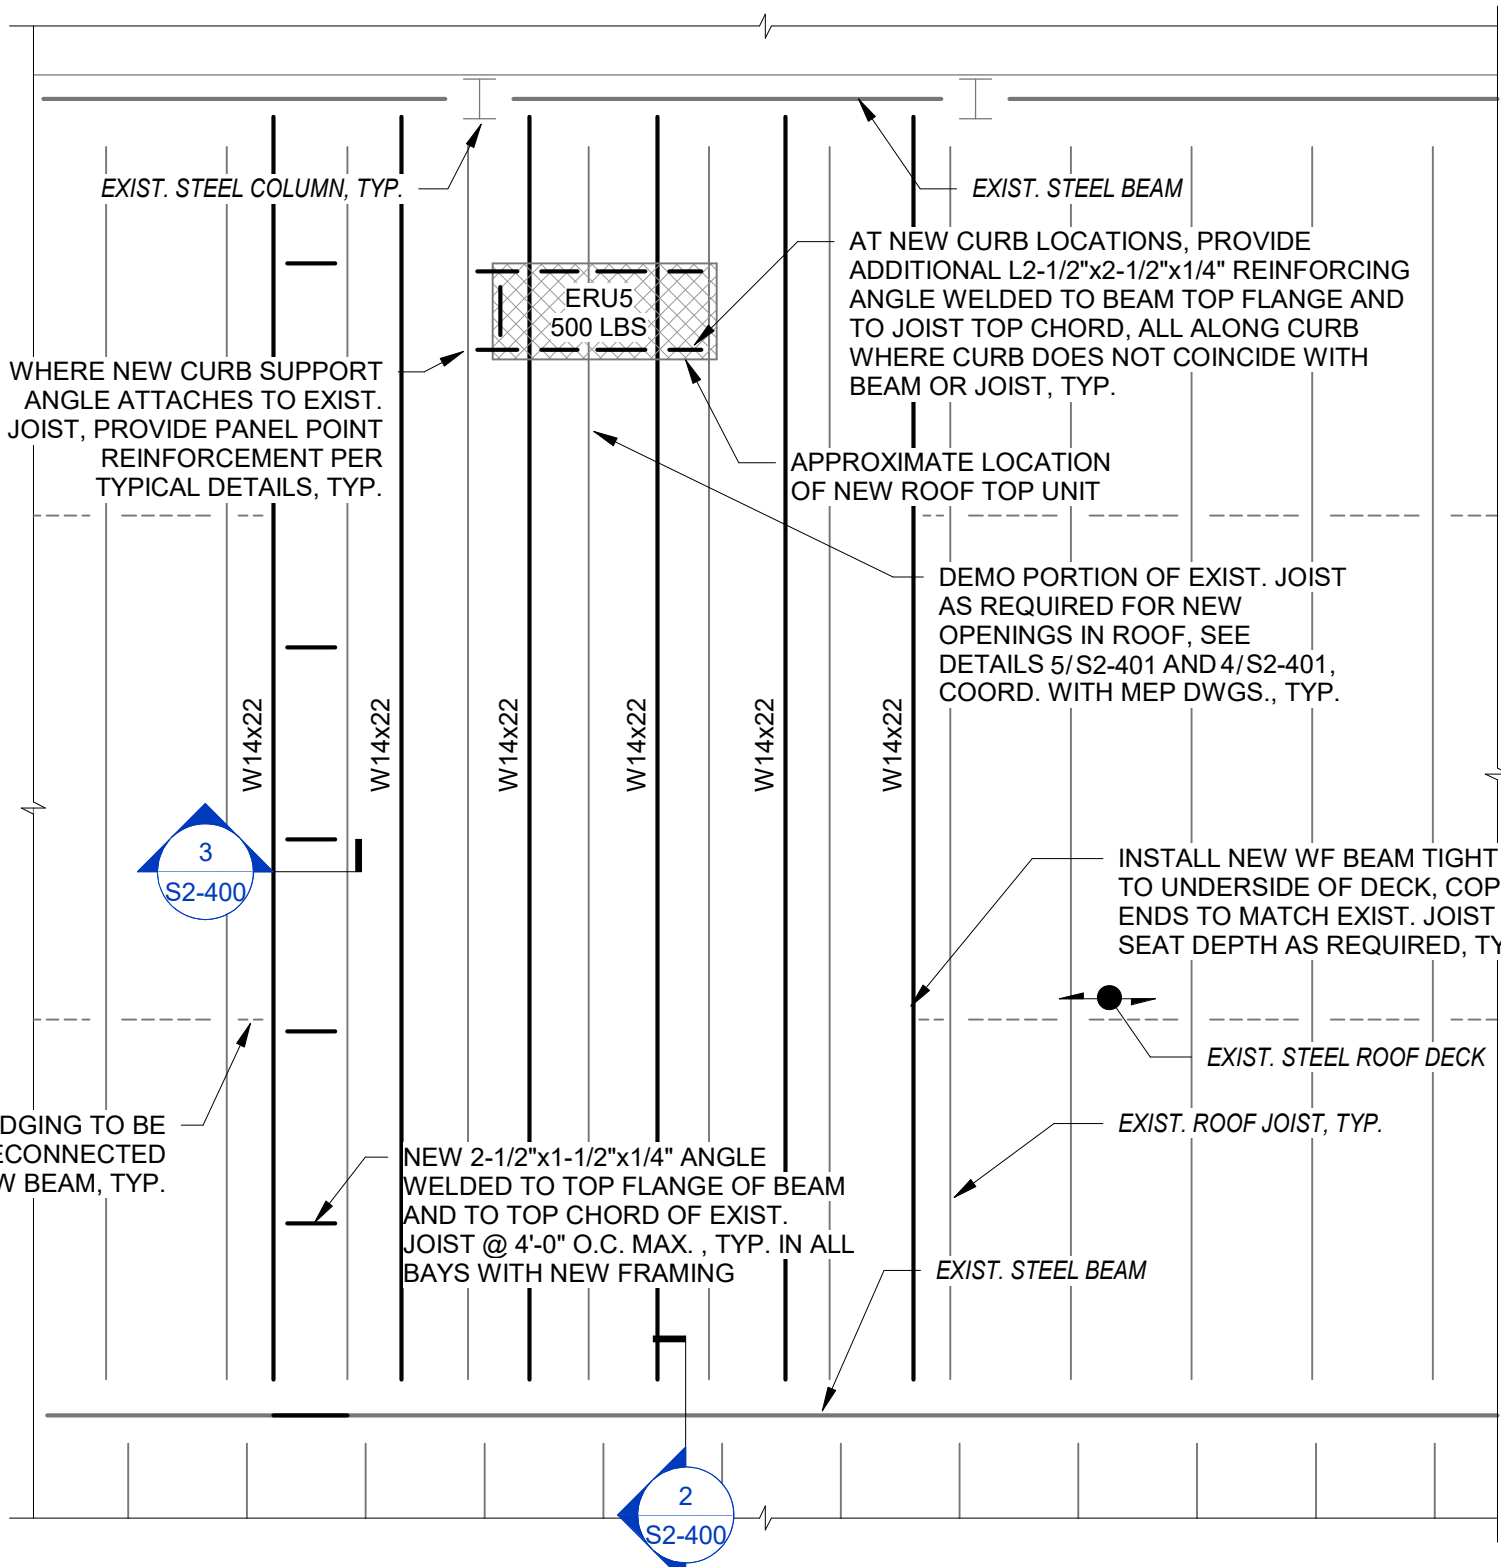 EXIST. STEEL COLUMN, TYP.
EXIST. STEEL BEAM
AT NEW CURB LOCATIONS, PROVIDE
ADDITIONAL L2-1/2"x2-1/2"x1/4" REINFORCING
ANGLE WELDED TO BEAM TOP FLANGE AND
TO JOIST TOP CHORD, ALL ALONG CURB
WHERE CURB DOES NOT COINCIDE WITH
BEAM OR JOIST, TYP.
ERU5
500 LBS
WHERE NEW CURB SUPPORT
ANGLE ATTACHES TO EXIST.
JOIST, PROVIDE PANEL POINT
REINFORCEMENT PER
TYPICAL DETAILS, TYP.
APPROXIMATE LOCATION
OF NEW ROOF TOP UNIT
DEMO PORTION OF EXIST. JOIST
AS REQUIRED FOR NEW
OPENINGS IN ROOF, SEE
DETAILS 5/S2-401 AND 4/S2-401,
COORD. WITH MEP DWGS., TYP.
W14x22
W14x22
W14x22
W14x22
W14x22
W14x22
3
S2-400
INSTALL NEW WF BEAM TIGHT
TO UNDERSIDE OF DECK, COP
ENDS TO MATCH EXIST. JOIST
SEAT DEPTH AS REQUIRED, TY
EXIST. STEEL ROOF DECK
EXIST. ROOF JOIST, TYP.
DGING TO BE
ECONNECTED
W BEAM, TYP.
NEW 2-1/2"x1-1/2"x1/4" ANGLE
WELDED TO TOP FLANGE OF BEAM
AND TO TOP CHORD OF EXIST.
JOIST @ 4'-0" O.C. MAX. , TYP. IN ALL
BAYS WITH NEW FRAMING
EXIST. STEEL BEAM
2
S2-400